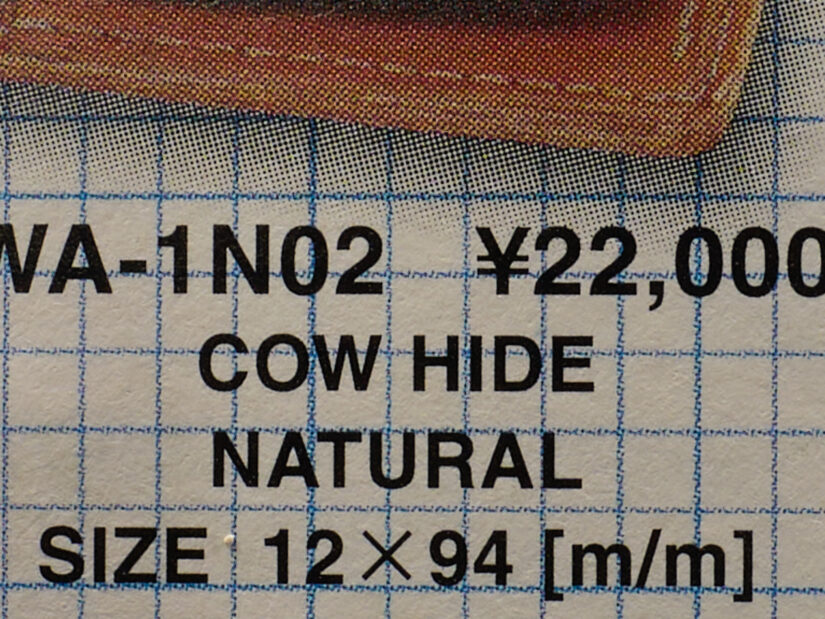 WA-1N02 ¥22,000
COW HIDE
NATURAL
SIZE 12×94 [m/m]